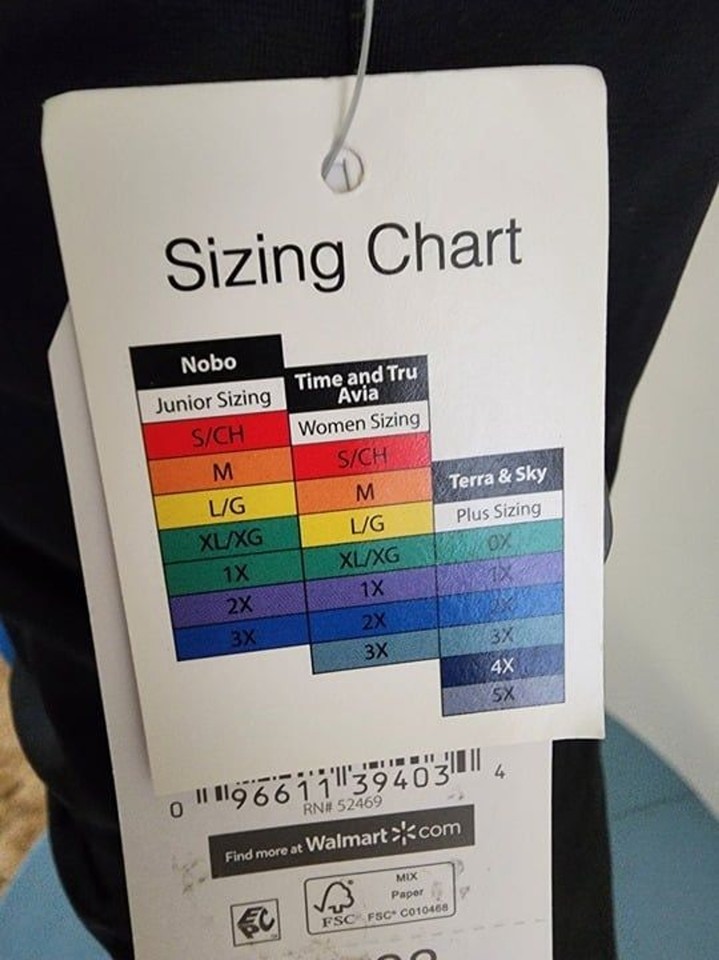 Sizing Chart
Nobo
Junior Sizing
S/CH
M
L/G
XL/XG
1X
2X
3X
Time and Tru
Avia
Women Sizing
S/CH
M
L/G
XL/XG
1X
2X
3X
Terra & Sky
Plus Sizing
0X
1X
2X
3X
4X
5X
0 96611 39403 4
RN# 52469
Find more at Walmart com
EPC
FSC
MIX
Paper
FSC® C010468